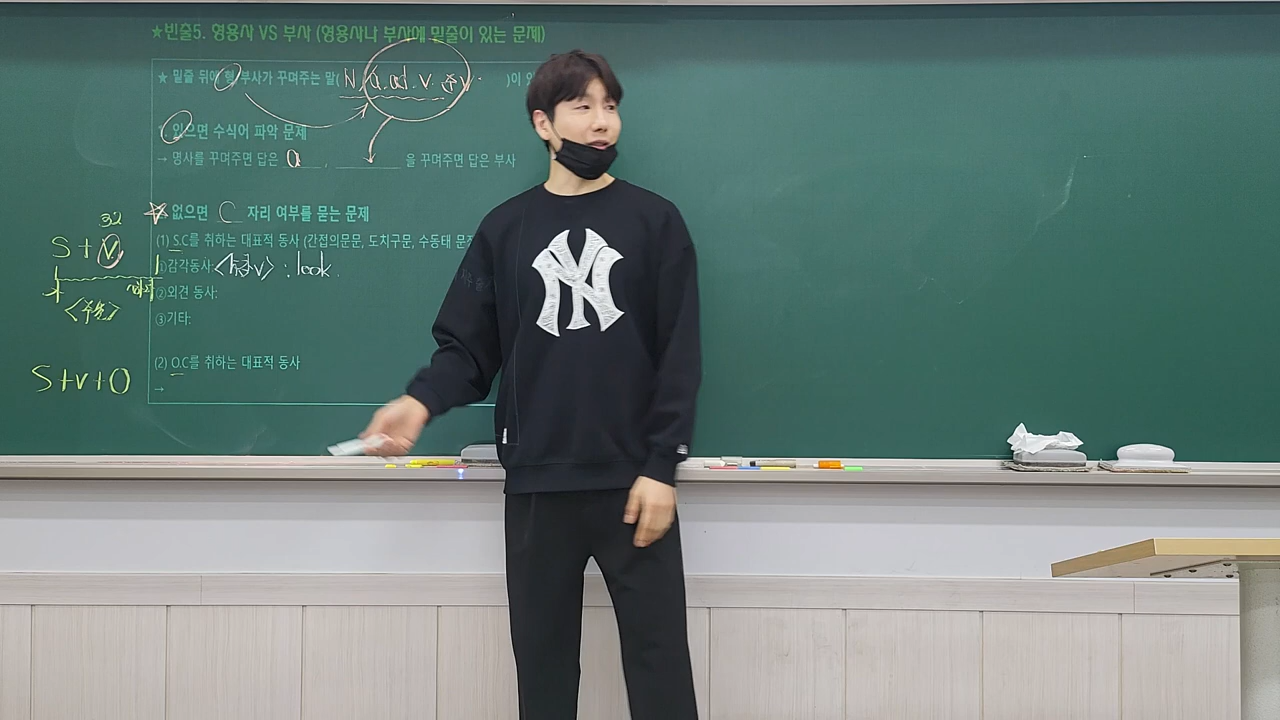 ★빈출5. 형용사 VS 부사 (형용사나 부사에 밑줄이 있는 문제)
★ 밑줄 뒤에 형,부사가 꾸며주는 말( N, a, ad, v, 준v. )이
있으면 수식어 파악 문제
→ 명사를 꾸며주면 답은 a , ____ 을 꾸며주면 답은 부사
없으면 C 자리 여부를 묻는 문제
(1) S.C를 취하는 대표적 동사 (간접의문문, 도치구문, 수동태 문
①감각동사 : look.
②외견 동사:
③기타:
(2) O.C를 취하는 대표적 동사
→
S+V
S+V+O
NY